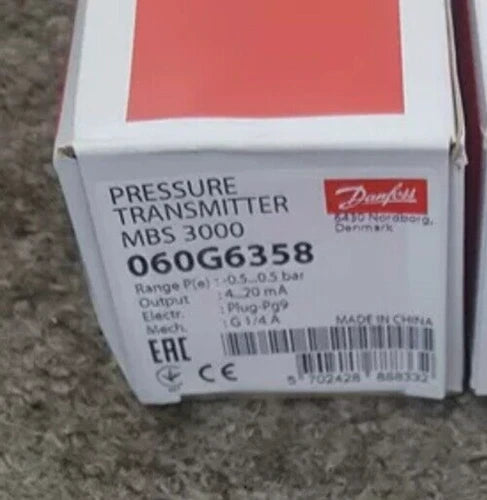 PRESSURE
TRANSMITTER
MBS 3000
060G6358
Danfoss
6430 Nordborg,
Denmark
Range P(e) : -0.5...0.5 bar
Output : 4...20 mA
Electr. : Plug-Pg9
Mech. : G 1/4 A
MADE IN CHINA
EAC
CE
5 702428 888332